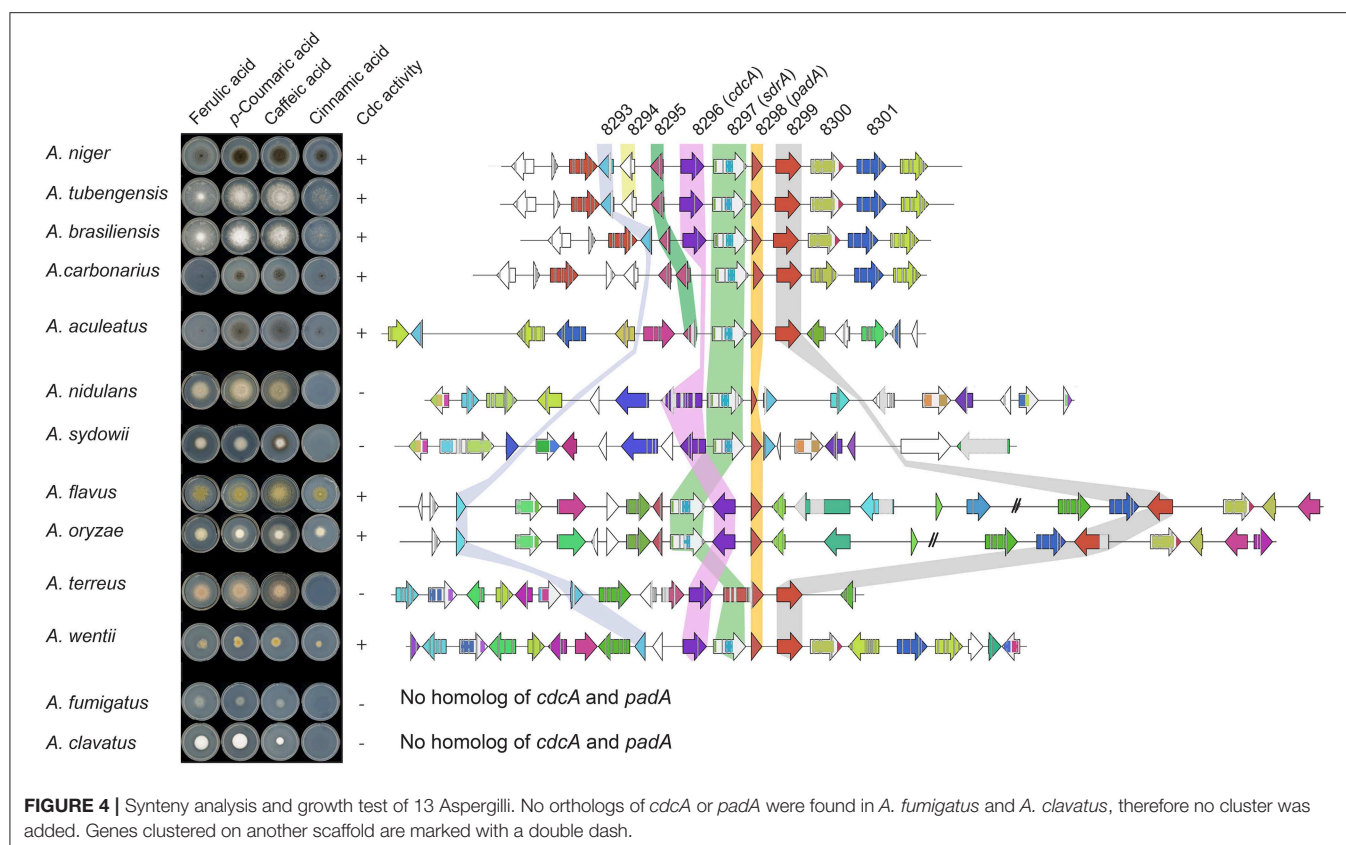 Ferulic acid
p-Coumaric acid
Caffeic acid
Cinnamic acid
Cdc activity
8293
8294
8295
8296 (cdcA)
8297 (sdrA)
8298 (padA)
8299
8300
8301
A. niger +
A. tubengensis +
A. brasiliensis +
A.carbonarius +
A. aculeatus +
A. nidulans -
A. sydowii -
A. flavus + //
A. oryzae + //
A. terreus -
A. wentii +
A. fumigatus - No homolog of cdcA and padA
A. clavatus - No homolog of cdcA and padA
FIGURE 4 | Synteny analysis and growth test of 13 Aspergilli. No orthologs of cdcA or padA were found in A. fumigatus and A. clavatus, therefore no cluster was
added. Genes clustered on another scaffold are marked with a double dash.